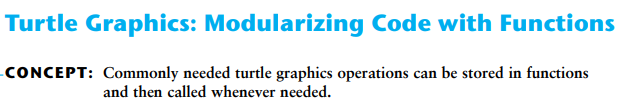 Turtle Graphics: Modularizing Code with Functions
CONCEPT: Commonly needed turtle graphics operations can be stored in functions
and then called whenever needed.